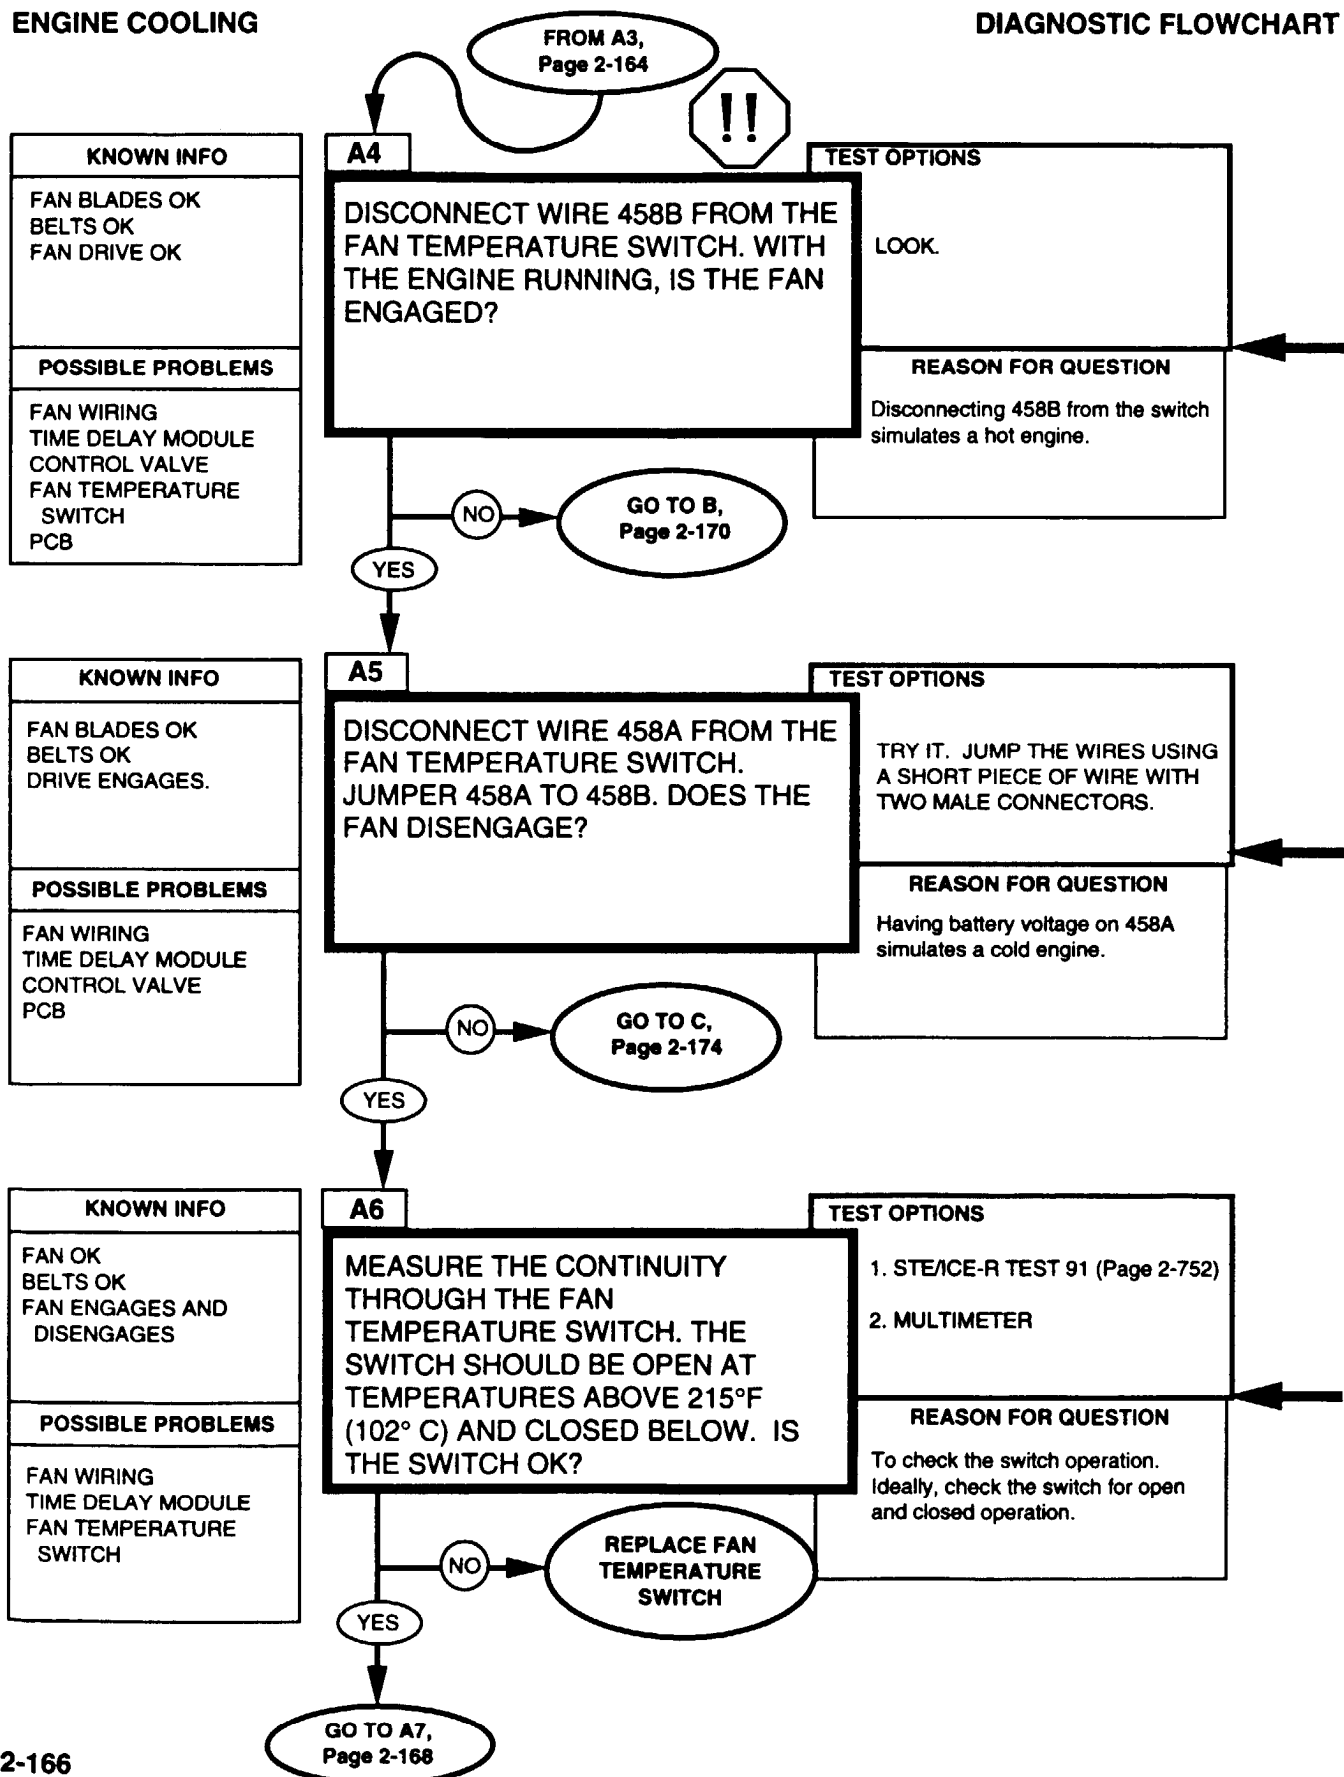 ENGINE COOLING
DIAGNOSTIC FLOWCHART
FROM A3,
Page 2-164
!!
KNOWN INFO
FAN BLADES OK
BELTS OK
FAN DRIVE OK
POSSIBLE PROBLEMS
FAN WIRING
TIME DELAY MODULE
CONTROL VALVE
FAN TEMPERATURE
SWITCH
PCB
A4
DISCONNECT WIRE 458B FROM THE
FAN TEMPERATURE SWITCH. WITH
THE ENGINE RUNNING, IS THE FAN
ENGAGED?
TEST OPTIONS
LOOK.
REASON FOR QUESTION
Disconnecting 458B from the switch
simulates a hot engine.
NO
GO TO B,
Page 2-170
YES
KNOWN INFO
FAN BLADES OK
BELTS OK
DRIVE ENGAGES.
POSSIBLE PROBLEMS
FAN WIRING
TIME DELAY MODULE
CONTROL VALVE
PCB
A5
DISCONNECT WIRE 458A FROM THE
FAN TEMPERATURE SWITCH.
JUMPER 458A TO 458B. DOES THE
FAN DISENGAGE?
TEST OPTIONS
TRY IT. JUMP THE WIRES USING
A SHORT PIECE OF WIRE WITH
TWO MALE CONNECTORS.
REASON FOR QUESTION
Having battery voltage on 458A
simulates a cold engine.
NO
GO TO C,
Page 2-174
YES
KNOWN INFO
FAN OK
BELTS OK
FAN ENGAGES AND
DISENGAGES
POSSIBLE PROBLEMS
FAN WIRING
TIME DELAY MODULE
FAN TEMPERATURE
SWITCH
A6
MEASURE THE CONTINUITY
THROUGH THE FAN
TEMPERATURE SWITCH. THE
SWITCH SHOULD BE OPEN AT
TEMPERATURES ABOVE 215°F
(102° C) AND CLOSED BELOW. IS
THE SWITCH OK?
TEST OPTIONS
1. STE/ICE-R TEST 91 (Page 2-752)
2. MULTIMETER
REASON FOR QUESTION
To check the switch operation.
Ideally, check the switch for open
and closed operation.
NO
REPLACE FAN
TEMPERATURE
SWITCH
YES
GO TO A7,
Page 2-168
2-166